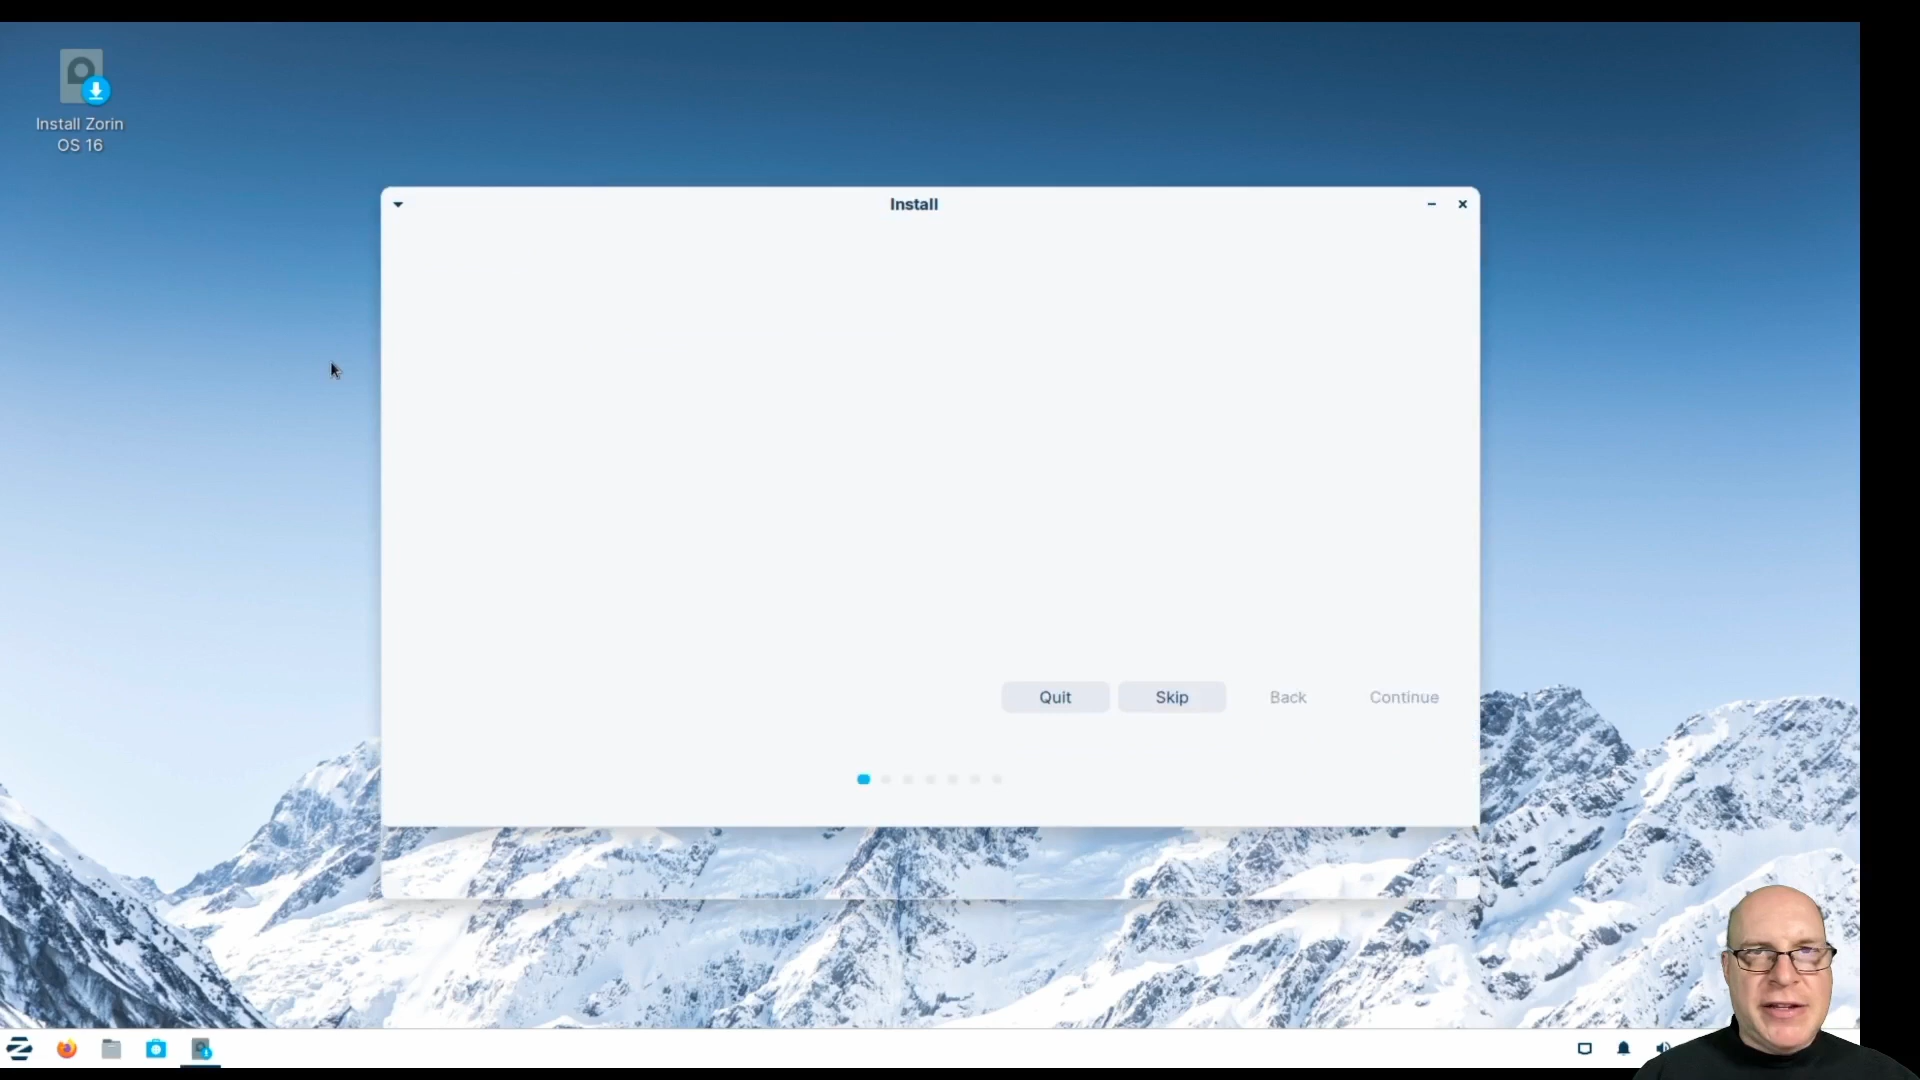 Install Zorin
OS 16
Install
Quit
Skip
Back
Continue